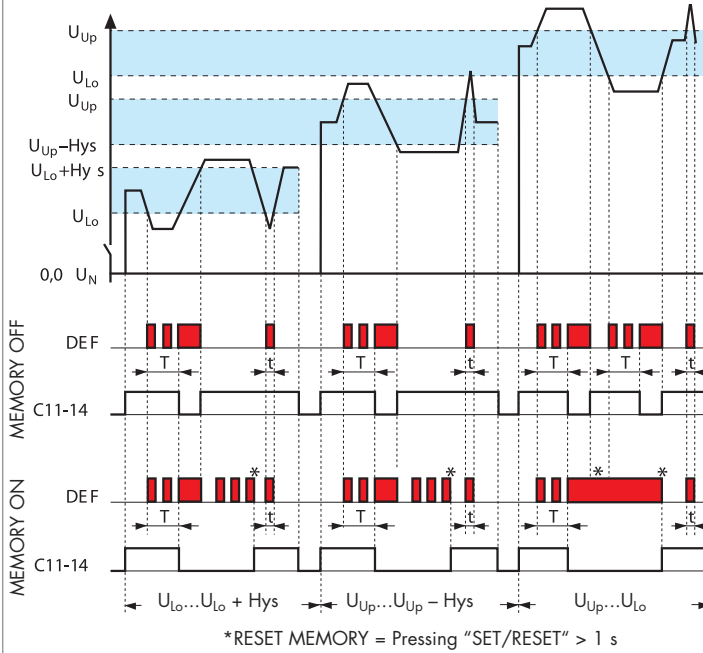 U_Up
U_Lo
U_Up
U_Up–Hys
U_Lo+Hy s
U_Lo
0,0 U_N
MEMORY OFF
DEF
T t T t T T t
C11-14
MEMORY ON
* * * *
DEF
T t T t T t
C11-14
U_Lo...U_Lo + Hys U_Up...U_Up – Hys U_Up...U_Lo
*RESET MEMORY = Pressing “SET/RESET“ > 1 s